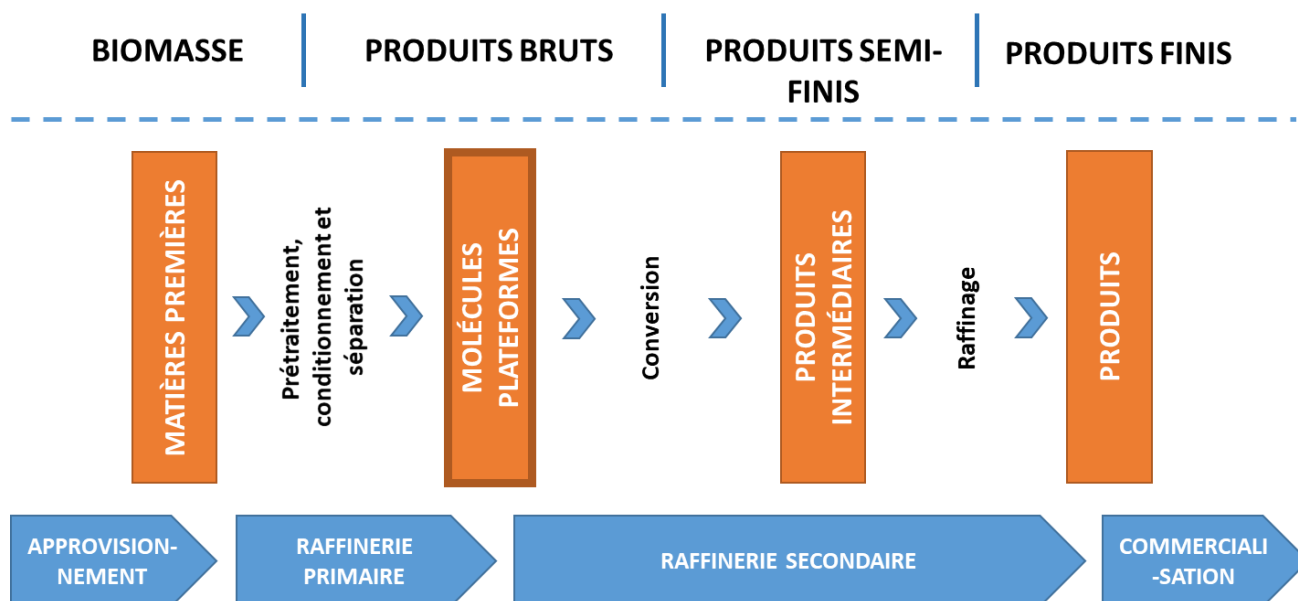 BIOMASSE
PRODUITS BRUTS
PRODUITS SEMI-
FINIS
PRODUITS FINIS
MATIÈRES PREMIÈRES
Prétraitement,
conditionnement et
séparation
MOLÉCULES
PLATEFORMES
Conversion
PRODUITS
INTERMÉDIAIRES
Raffinage
PRODUITS
APPROVISION-
NEMENT
RAFFINERIE
PRIMAIRE
RAFFINERIE SECONDAIRE
COMMERCIALI
-SATION